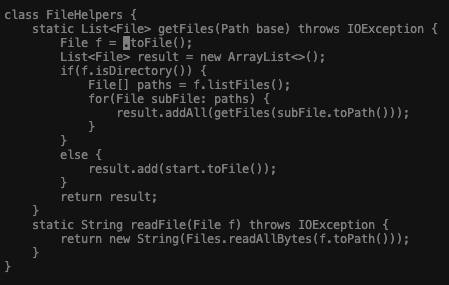 class FileHelpers {
    static List<File> getFiles(Path base) throws IOException {
        File f = .toFile();
        List<File> result = new ArrayList<>();
        if(f.isDirectory()) {
            File[] paths = f.listFiles();
            for(File subFile: paths) {
                result.addAll(getFiles(subFile.toPath()));
            }
        }
        else {
            result.add(start.toFile());
        }
        return result;
    }
    static String readFile(File f) throws IOException {
        return new String(Files.readAllBytes(f.toPath()));
    }
}